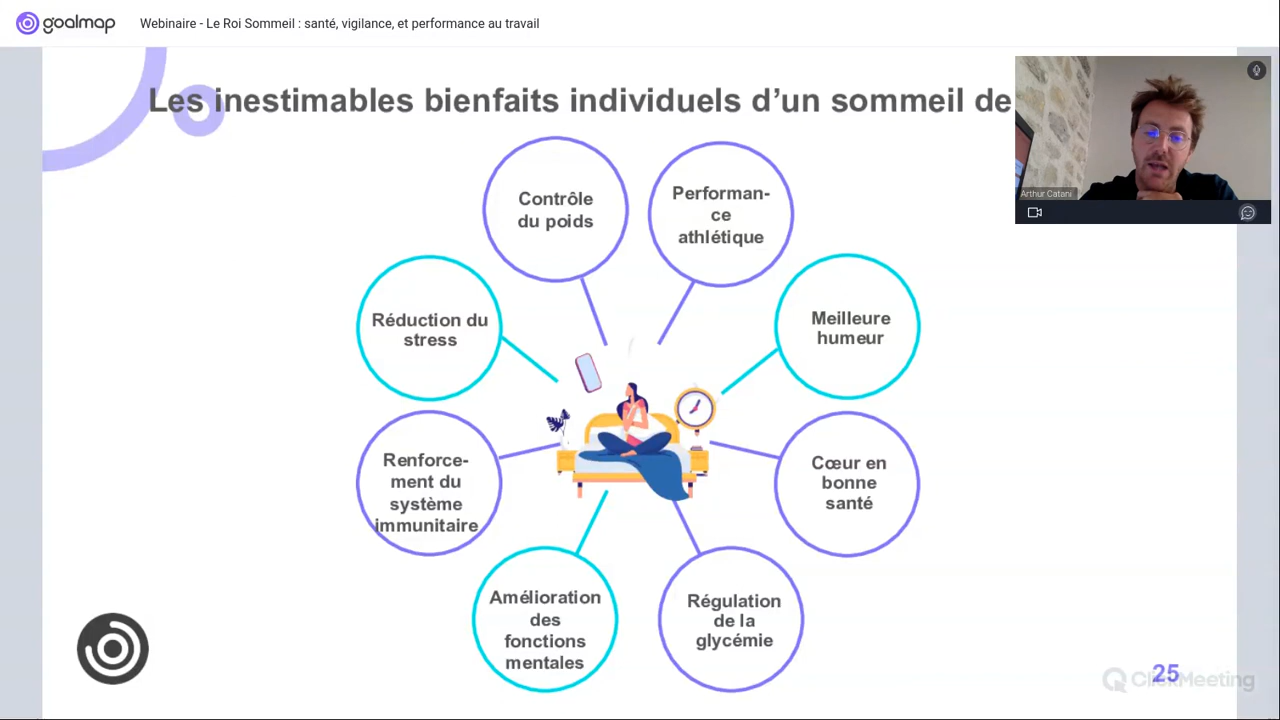 goalmap
Webinaire - Le Roi Sommeil : santé, vigilance, et performance au travail
Les inestimables bienfaits individuels d’un sommeil de
Arthur Catani
Contrôle
du poids
Performan-
ce
athlétique
Réduction du
stress
Meilleure
humeur
Renforce-
ment du
système
immunitaire
Cœur en
bonne
santé
Amélioration
des
fonctions
mentales
Régulation
de la
glycémie
25
ClickMeeting